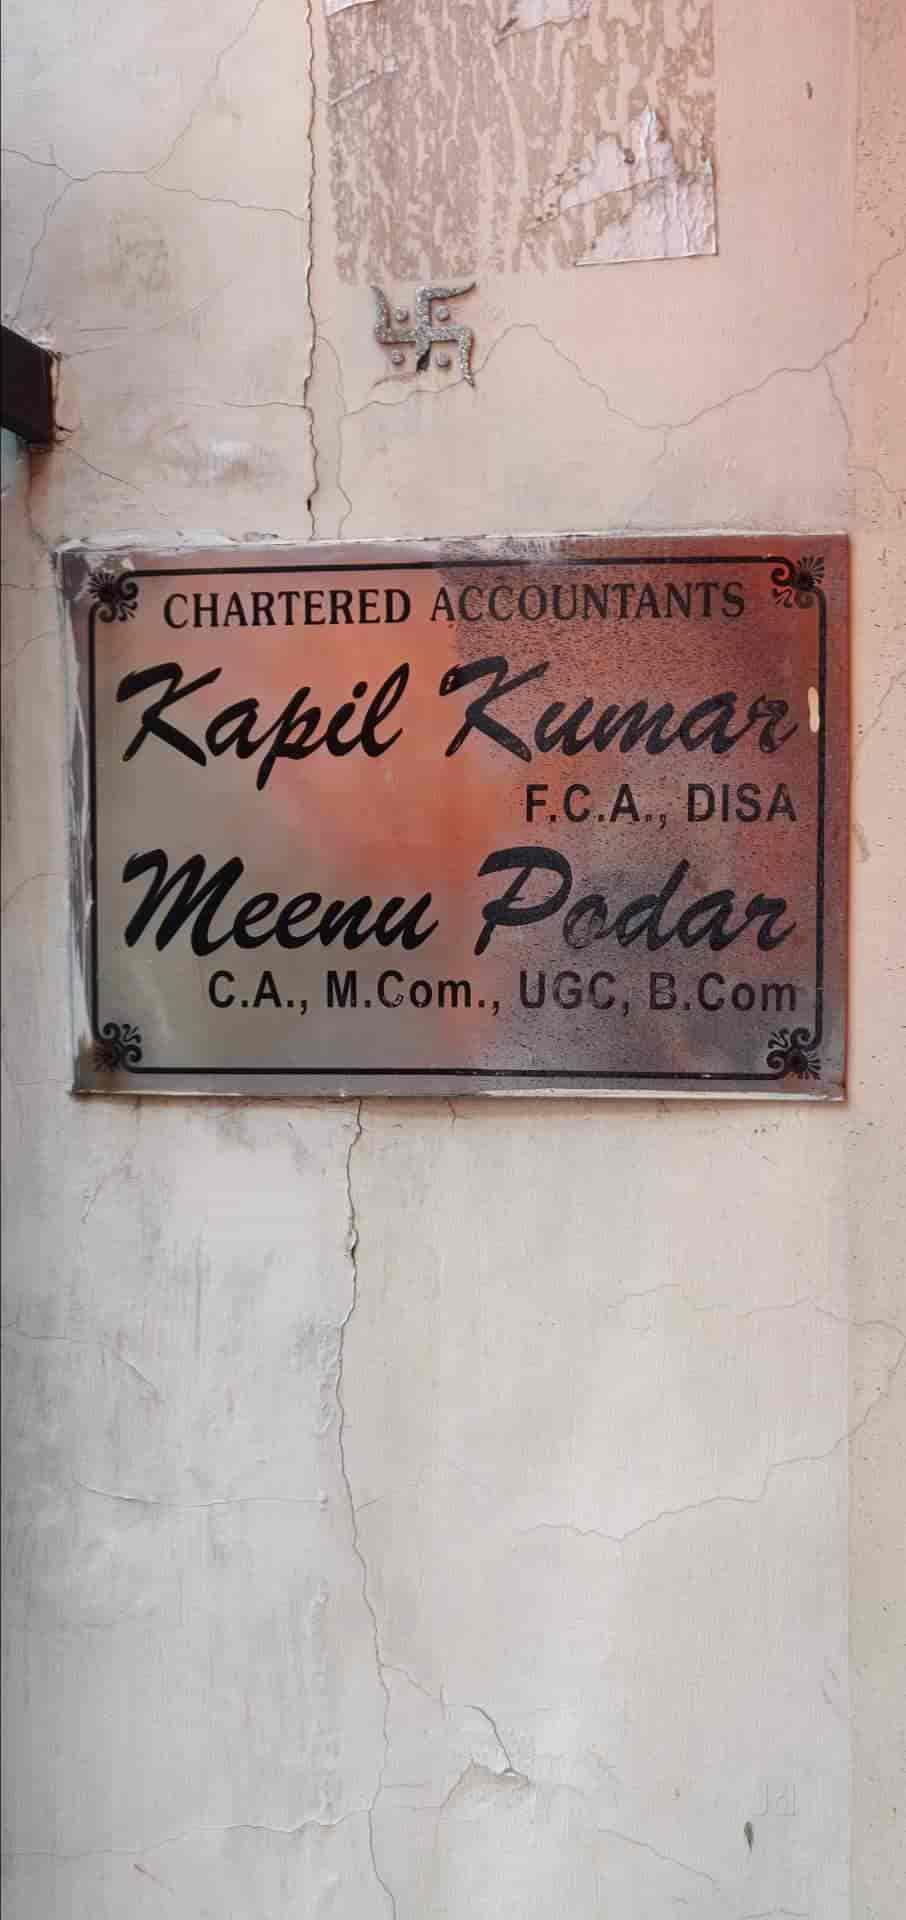 CHARTERED ACCOUNTANTS
Kapil Kumar
F.C.A., DISA
Meenu Podar
C.A., M.Com., UGC, B.Com